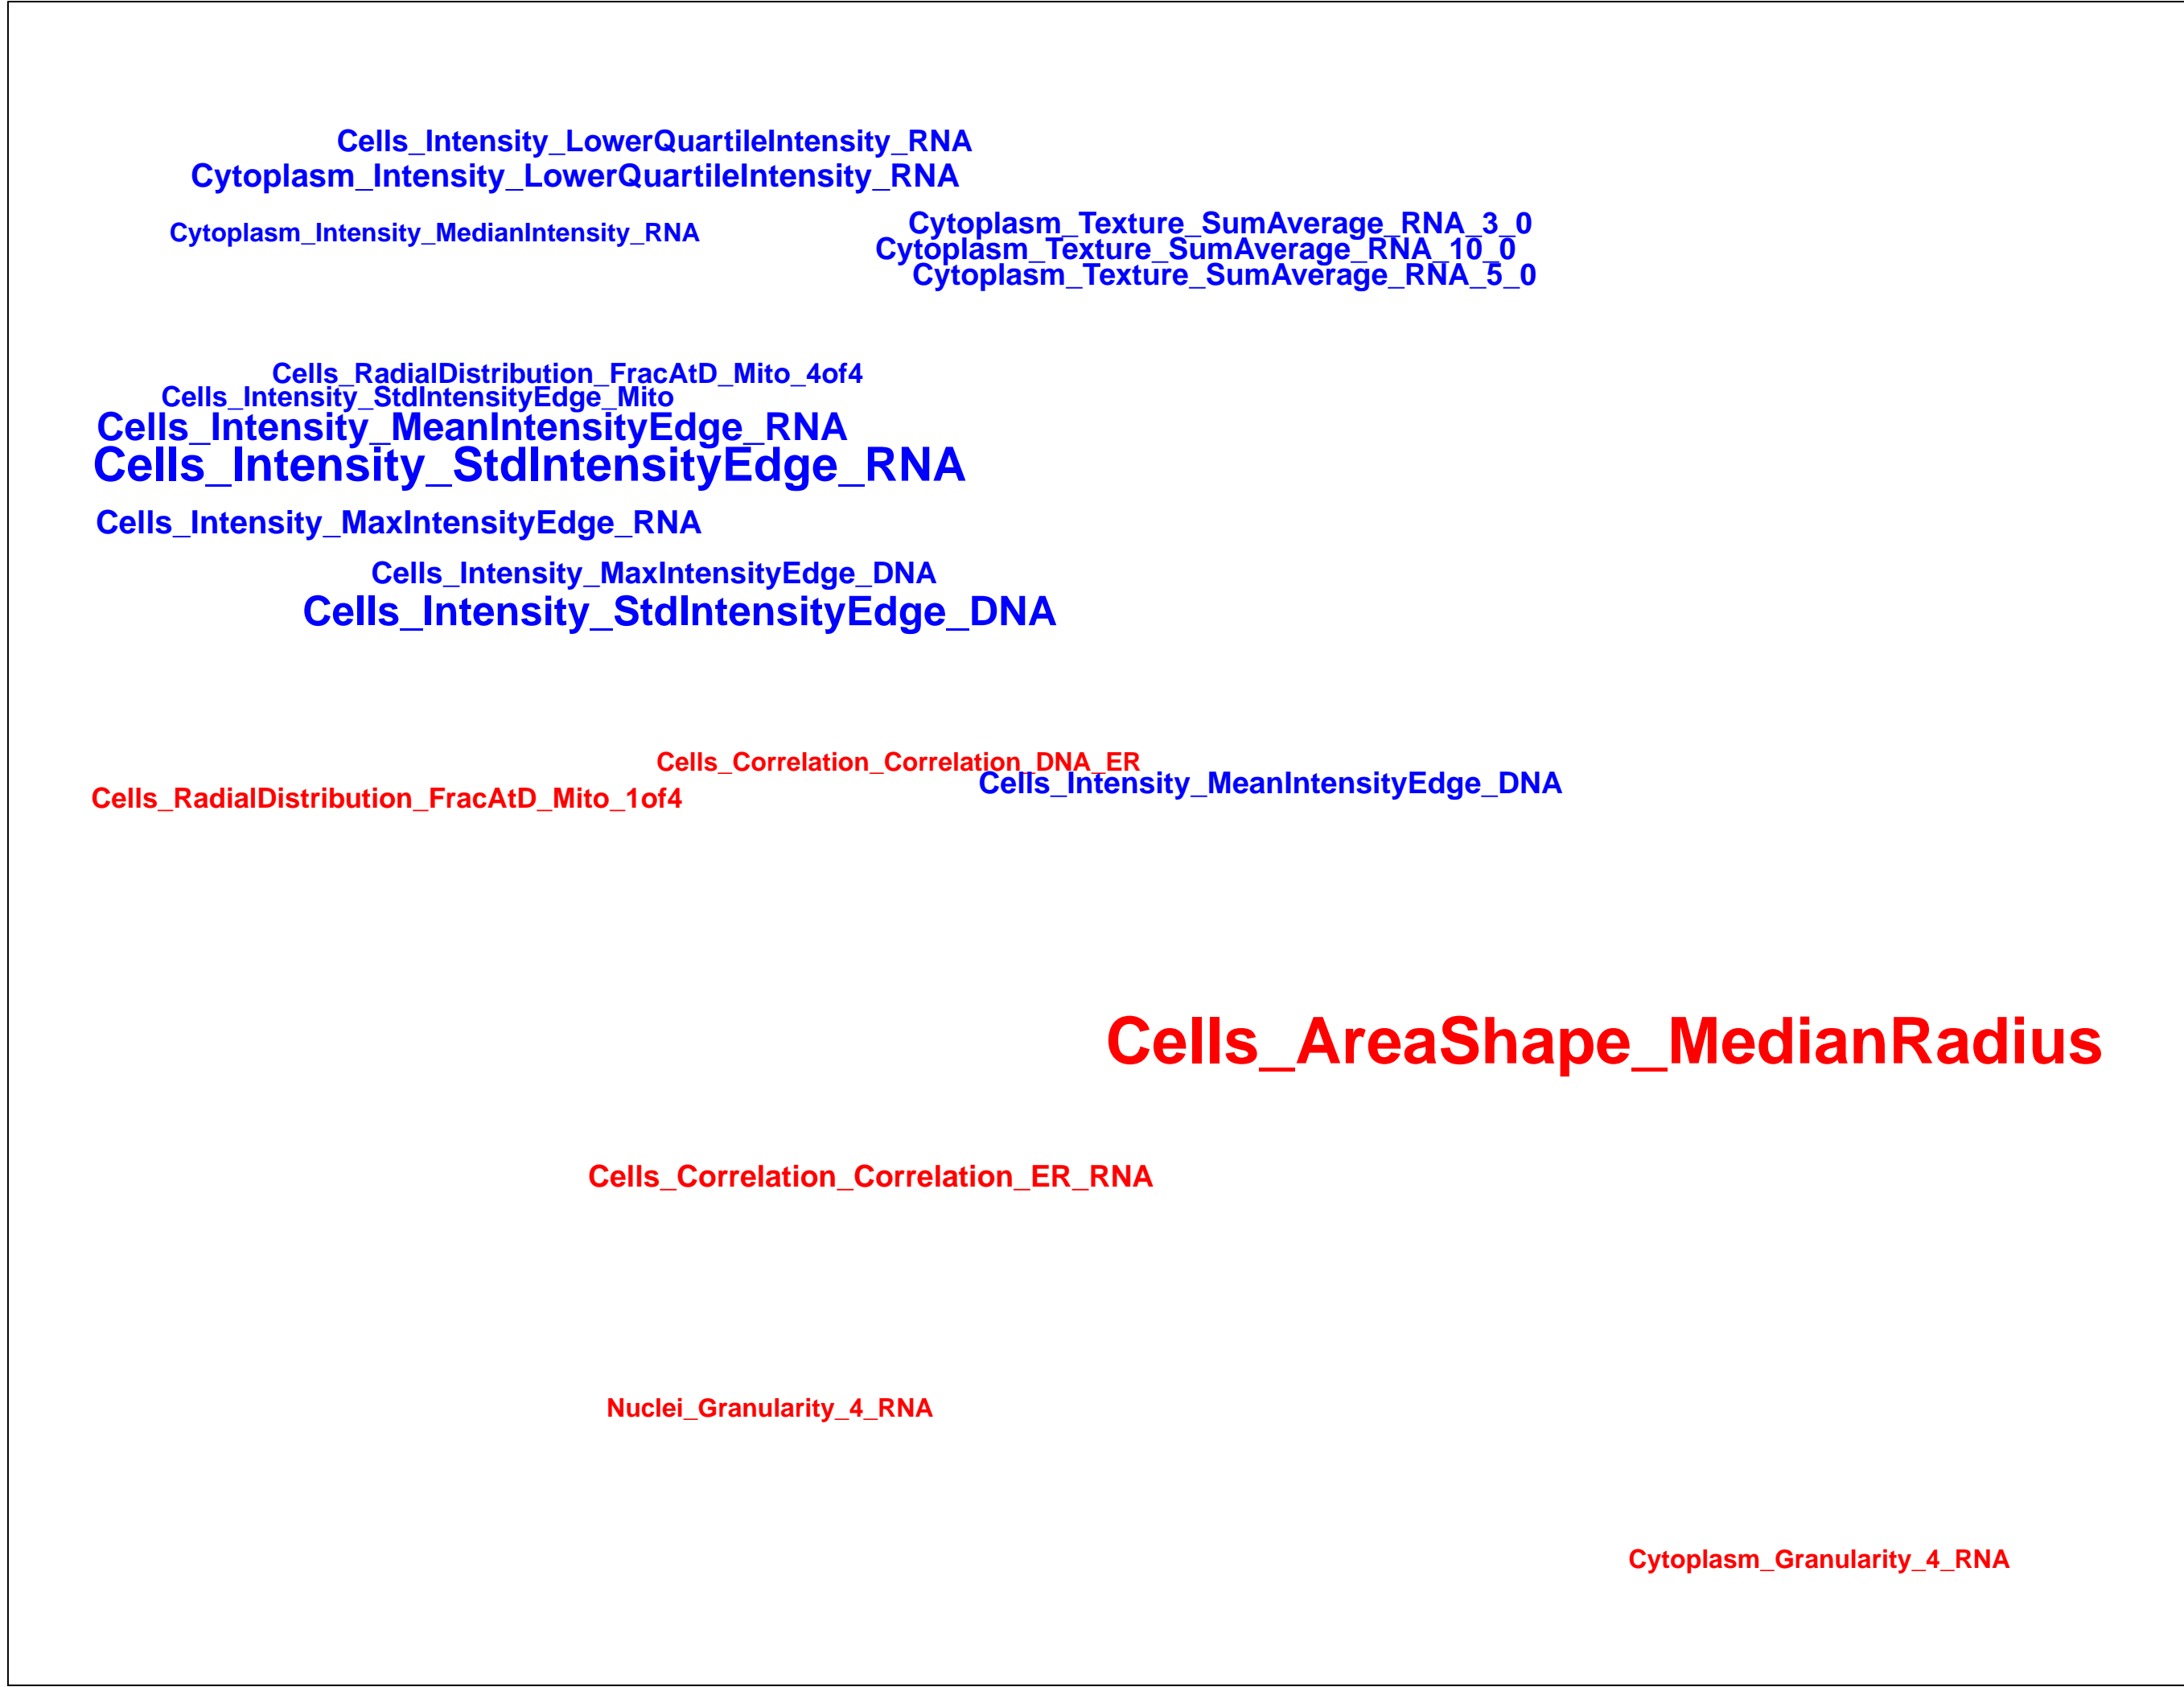 Cells_Intensity_LowerQuartileIntensity_RNA
Cytoplasm_Intensity_LowerQuartileIntensity_RNA
Cytoplasm_Intensity_MedianIntensity_RNA
Cytoplasm_Texture_SumAverage_RNA_3_0
Cytoplasm_Texture_SumAverage_RNA_10_0
Cytoplasm_Texture_SumAverage_RNA_5_0
Cells_RadialDistribution_FracAtD_Mito_4of4
Cells_Intensity_StdIntensityEdge_Mito
Cells_Intensity_MeanIntensityEdge_RNA
Cells_Intensity_StdIntensityEdge_RNA
Cells_Intensity_MaxIntensityEdge_RNA
Cells_Intensity_MaxIntensityEdge_DNA
Cells_Intensity_StdIntensityEdge_DNA
Cells_Correlation_Correlation_DNA_ER
Cells_Intensity_MeanIntensityEdge_DNA
Cells_RadialDistribution_FracAtD_Mito_1of4
Cells_AreaShape_MedianRadius
Cells_Correlation_Correlation_ER_RNA
Nuclei_Granularity_4_RNA
Cytoplasm_Granularity_4_RNA